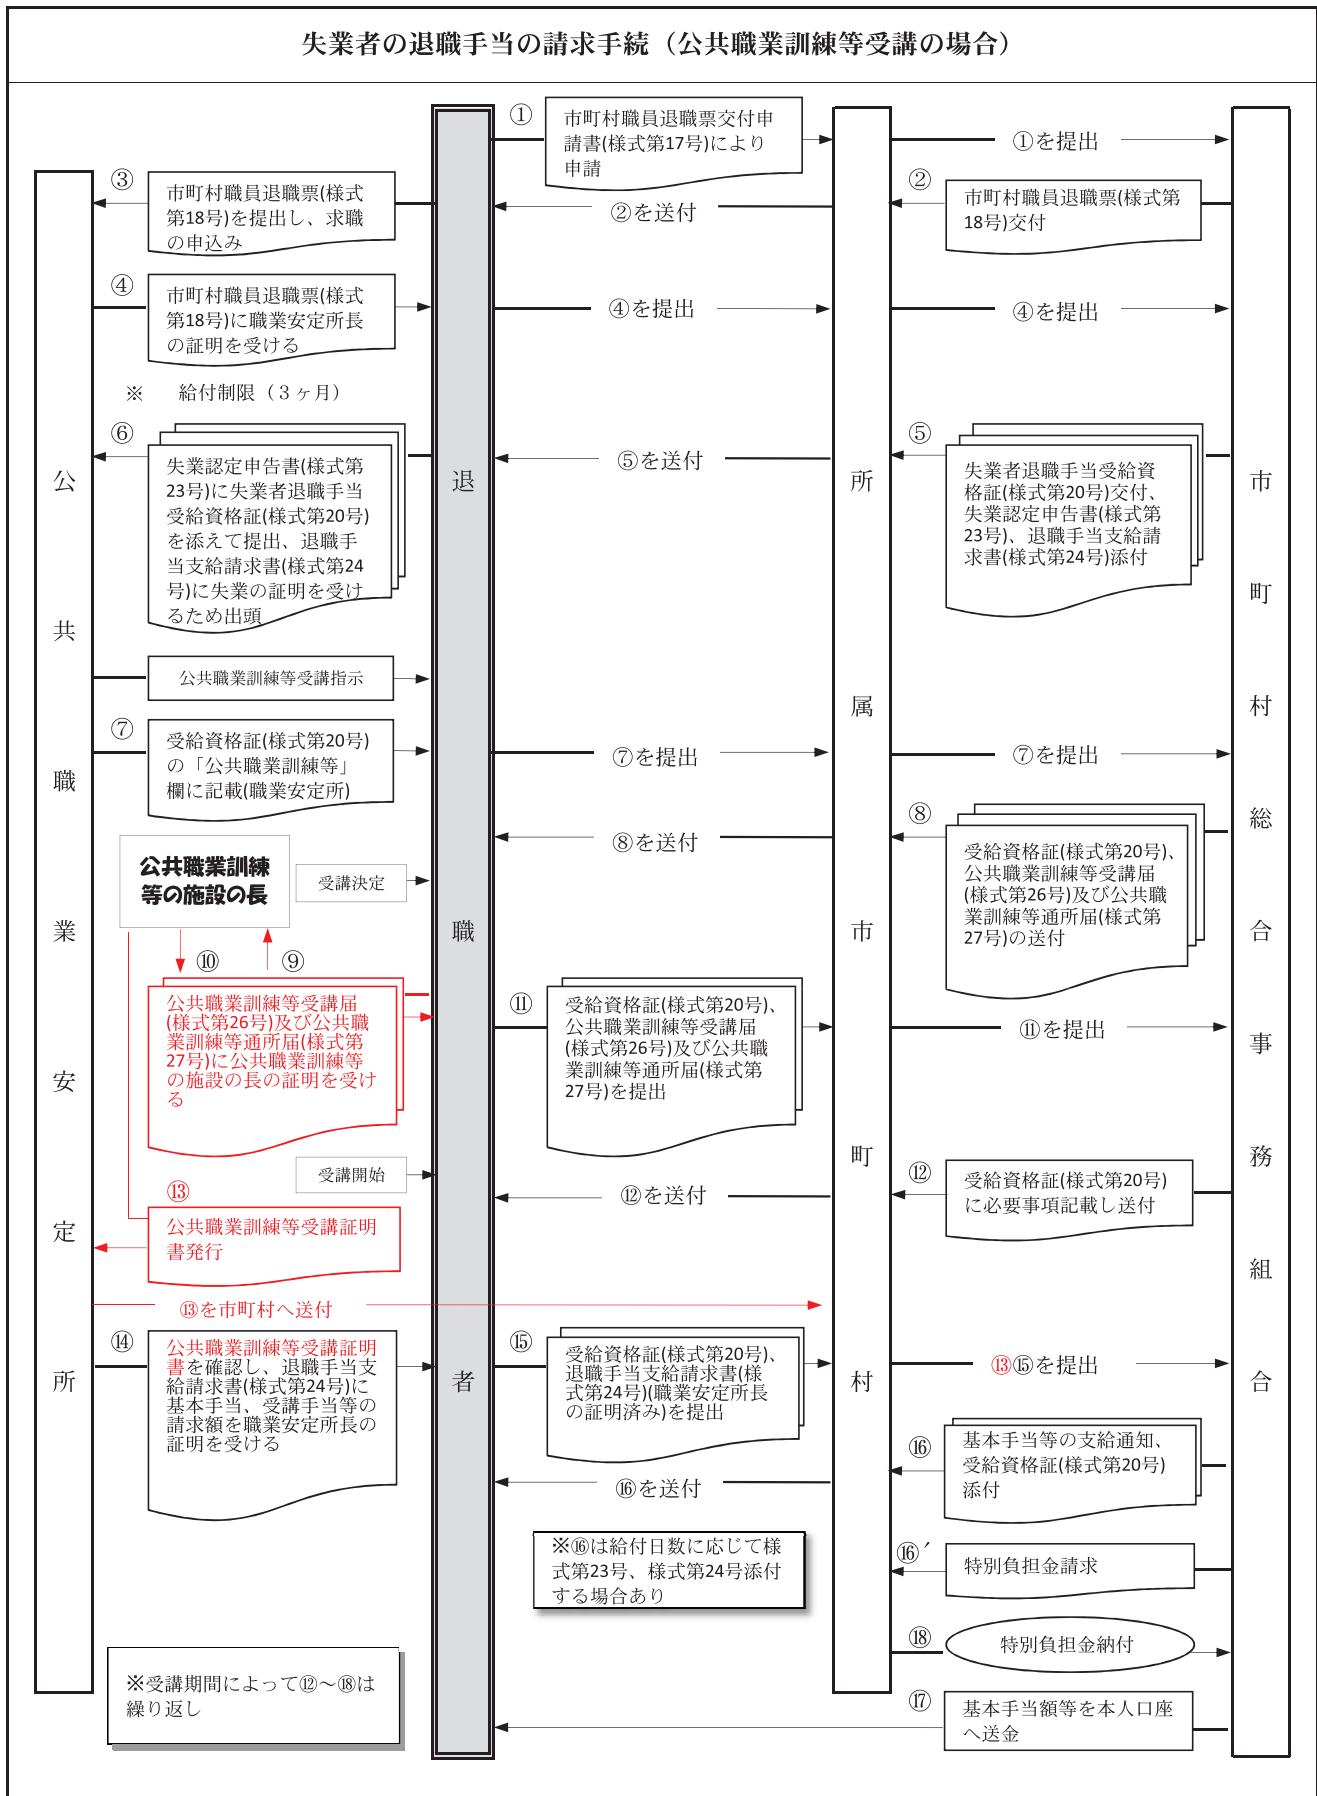 失業者の退職手当の請求手続（公共職業訓練等受講の場合）
①
市町村職員退職票交付申
請書(様式第17号)により
申請
①を提出
③
市町村職員退職票(様式
第18号)を提出し、求職
の申込み
②を送付
②
市町村職員退職票(様式第
18号)交付
④
市町村職員退職票(様式
第18号)に職業安定所長
の証明を受ける
④を提出
④を提出
※　給付制限（３ヶ月）
⑥
失業認定申告書(様式第
23号)に失業者退職手当
受給資格証(様式第20号)
を添えて提出、退職手
当支給請求書(様式第24
号)に失業の証明を受け
るため出頭
⑤を送付
⑤
失業者退職手当受給資
格証(様式第20号)交付、
失業認定申告書(様式第
23号)、退職手当支給請
求書(様式第24号)添付
公共職業訓練等受講指示
⑦
受給資格証(様式第20号)
の「公共職業訓練等」
欄に記載(職業安定所)
⑦を提出
⑦を提出
⑧を送付
⑧
受給資格証(様式第20号)、
公共職業訓練等受講届
(様式第26号)及び公共職
業訓練等通所届(様式第
27号)の送付
公共職業訓練
等の施設の長
受講決定
⑩
⑨
公共職業訓練等受講届
(様式第26号)及び公共職
業訓練等通所届(様式第
27号)に公共職業訓練等
の施設の長の証明を受け
る
⑪
受給資格証(様式第20号)、
公共職業訓練等受講届
(様式第26号)及び公共職
業訓練等通所届(様式第
27号)を提出
⑪を提出
受講開始
⑫を送付
⑫
受給資格証(様式第20号)
に必要事項記載し送付
⑬
公共職業訓練等受講証明
書発行
⑬を市町村へ送付
⑭
公共職業訓練等受講証明
書を確認し、退職手当支
給請求書(様式第24号)に
基本手当、受講手当等の
請求額を職業安定所長の
証明を受ける
⑮
受給資格証(様式第20号)、
退職手当支給請求書(様
式第24号)(職業安定所長
の証明済み)を提出
⑬⑮を提出
⑯を送付
⑯
基本手当等の支給通知、
受給資格証(様式第20号)
添付
※⑯は給付日数に応じて様
式第23号、様式第24号添付
する場合あり
⑯′
特別負担金請求
⑱
特別負担金納付
⑰
基本手当額等を本人口座
へ送金
※受講期間によって⑫～⑱は
繰り返し
公共職業安定所
退職者
所属市町村
市町村総合事務組合